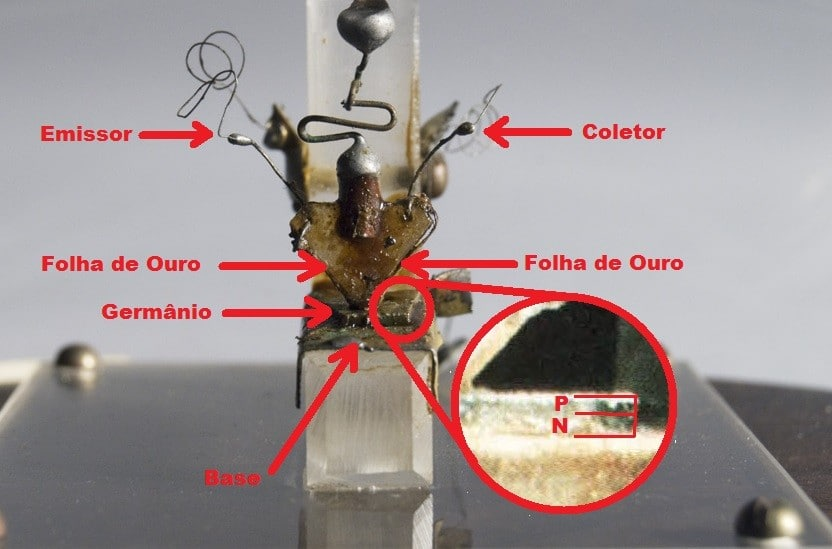 Emissor
Coletor
Folha de Ouro
Folha de Ouro
Germânio
P
N
Base